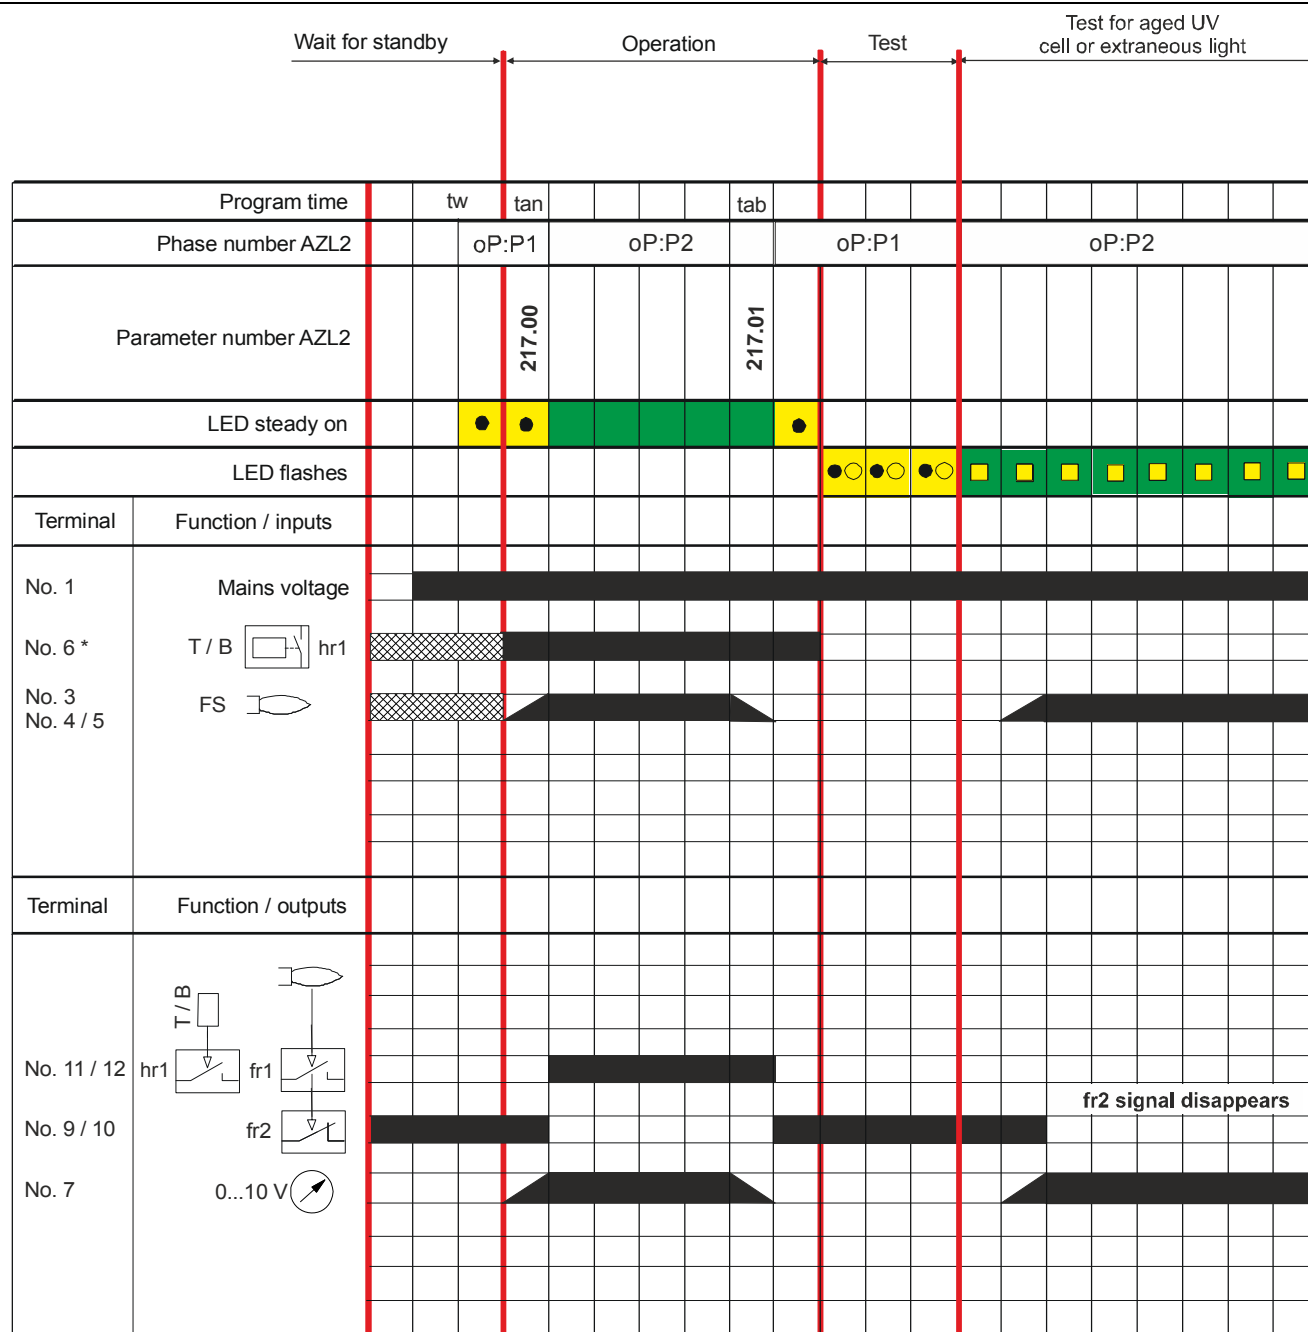 Wait for standby
Operation
Test
Test for aged UV
cell or extraneous light
Program time tw tan tab
Phase number AZL2 oP:P1 oP:P2 oP:P1 oP:P2
Parameter number AZL2 217.00 217.01
LED steady on
LED flashes
Terminal Function / inputs
No. 1 Mains voltage
No. 6 * T / B hr1
No. 3
No. 4 / 5 FS
Terminal Function / outputs
T / B
No. 11 / 12 hr1 fr1
fr2 signal disappears
No. 9 / 10 fr2
No. 7 0...10 V